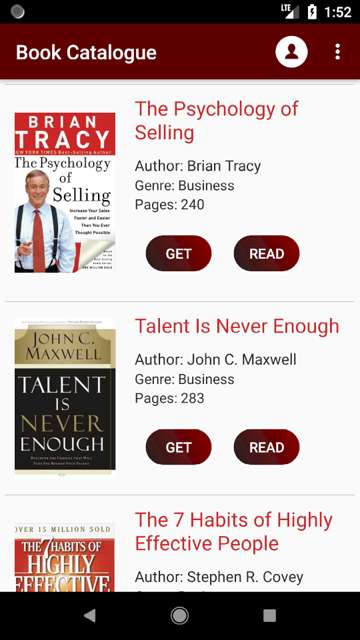 LTE 1:52
Book Catalogue
BRIAN
TRACY
NEW YORK TIMES Best-Selling Author
The Psychology
of
Selling
Increase Your Sales
Faster and Easier
Than You Ever
Thought Possible
The Psychology of
Selling
Author: Brian Tracy
Genre: Business
Pages: 240
GET READ
JOHN C.
MAXWELL
TALENT
IS
NEVER
ENOUGH
Talent Is Never Enough
Author: John C. Maxwell
Genre: Business
Pages: 283
GET READ
OVER 15 MILLION SOLD
THE 7 HABITS OF
HIGHLY
EFFECTIVE
The 7 Habits of Highly
Effective People
Author: Stephen R. Covey